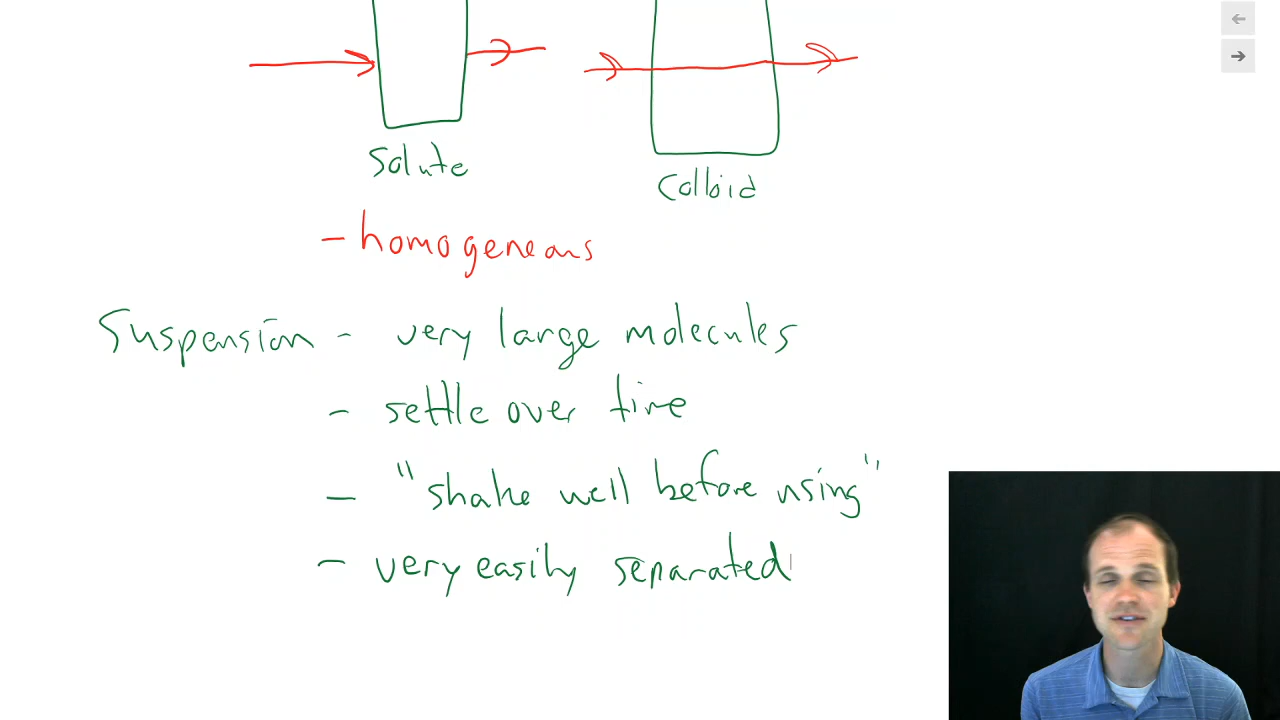 Solute
Colloid
- homogeneous
Suspension - very large molecules
- settle over time
- "shake well before using"
- very easily separated